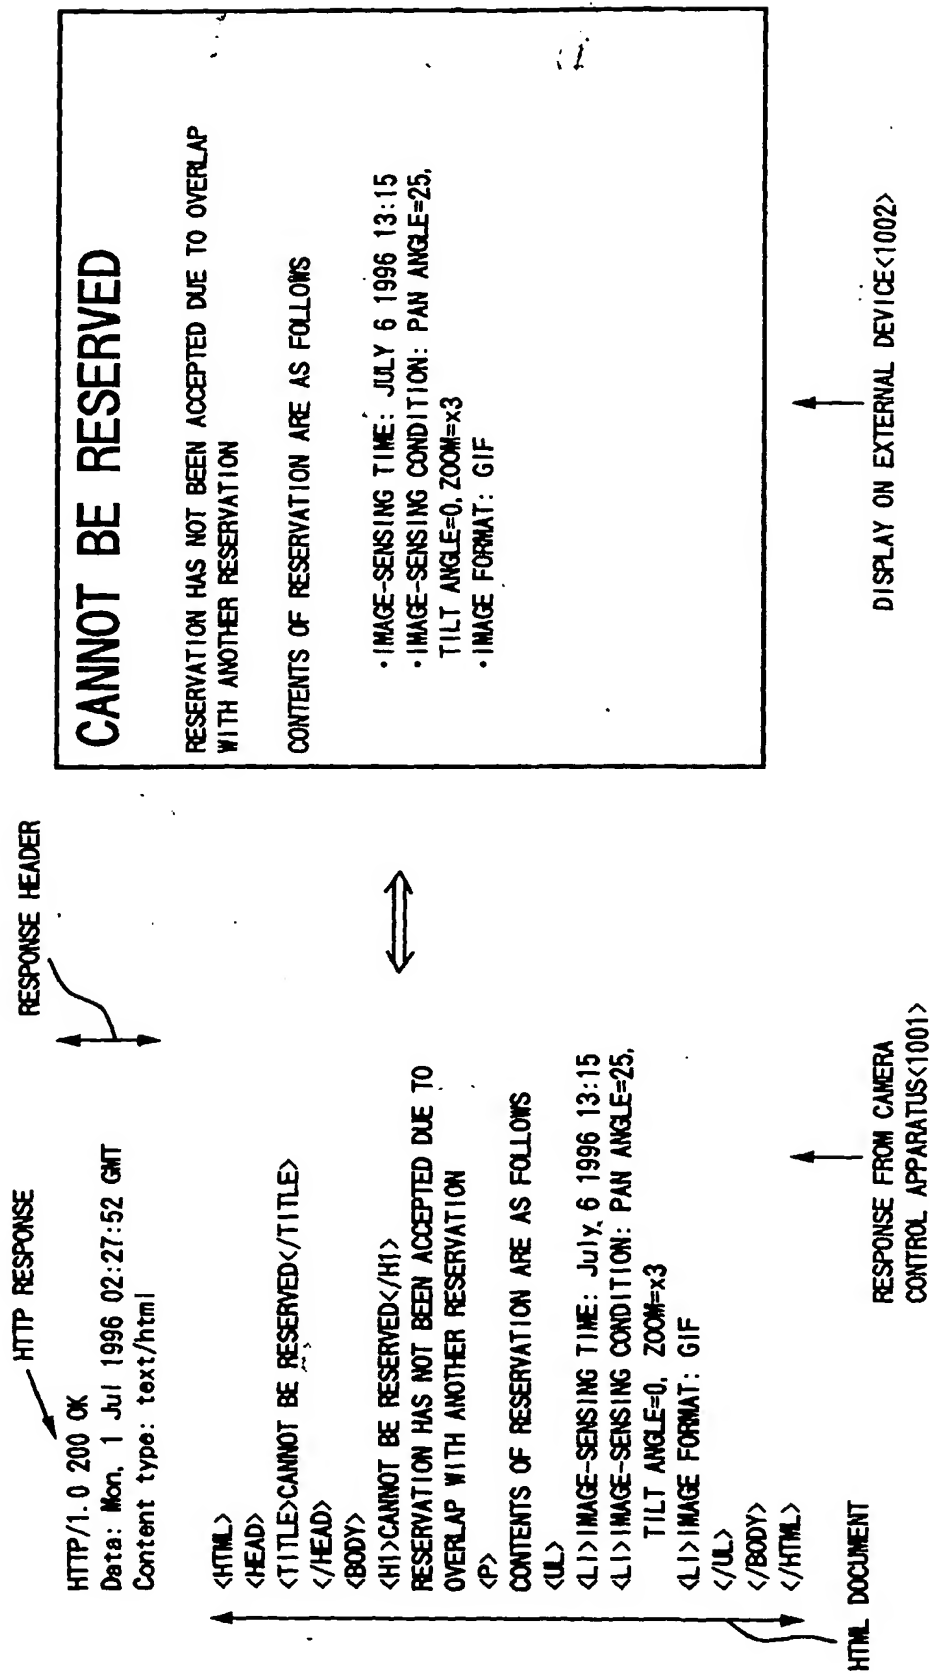 HTTP RESPONSE
HTTP/1.0 200 OK
Data: Mon, 1 Jul 1996 02:27:52 GMT
Content type: text/html
RESPONSE HEADER
<HTML>
<HEAD>
<TITLE>CANNOT BE RESERVED</TITLE>
</HEAD>
<BODY>
<H1>CANNOT BE RESERVED</H1>
RESERVATION HAS NOT BEEN ACCEPTED DUE TO
OVERLAP WITH ANOTHER RESERVATION
<P>
CONTENTS OF RESERVATION ARE AS FOLLOWS
<UL>
<LI>IMAGE-SENSING TIME: July 6 1996 13:15
<LI>IMAGE-SENSING CONDITION: PAN ANGLE=25,
TILT ANGLE=0, ZOOM=x3
<LI>IMAGE FORMAT: GIF
</UL>
</BODY>
</HTML>
HTML DOCUMENT
RESPONSE FROM CAMERA
CONTROL APPARATUS<1001>
CANNOT BE RESERVED
RESERVATION HAS NOT BEEN ACCEPTED DUE TO OVERLAP
WITH ANOTHER RESERVATION
CONTENTS OF RESERVATION ARE AS FOLLOWS
・IMAGE-SENSING TIME: JULY 6 1996 13:15
・IMAGE-SENSING CONDITION: PAN ANGLE=25,
TILT ANGLE=0, ZOOM=x3
・IMAGE FORMAT: GIF
DISPLAY ON EXTERNAL DEVICE<1002>